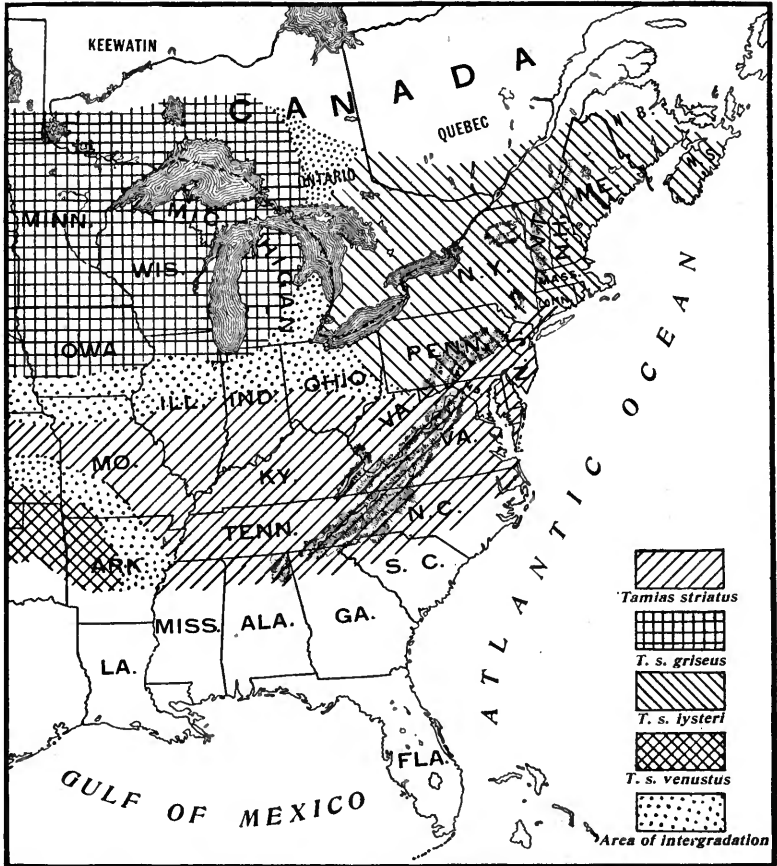 KEEWATIN
CANADA
QUEBEC
ONTARIO
N B
N S
ME.
MINN.
MIC
WIS.
MICHIGAN
N.Y.
VT
N.H
MASS.
CONN.
IOWA
PENN.
N J
ILL.
IND.
OHIO
VA
VA.
MO.
KY.
TENN.
N.C.
ARK
S. C.
MISS.
ALA.
GA.
LA.
FLA.
GULF OF MEXICO
ATLANTIC OCEAN
Tamias striatus
T. s. griseus
T. s. lysteri
T. s. venustus
Area of intergradation